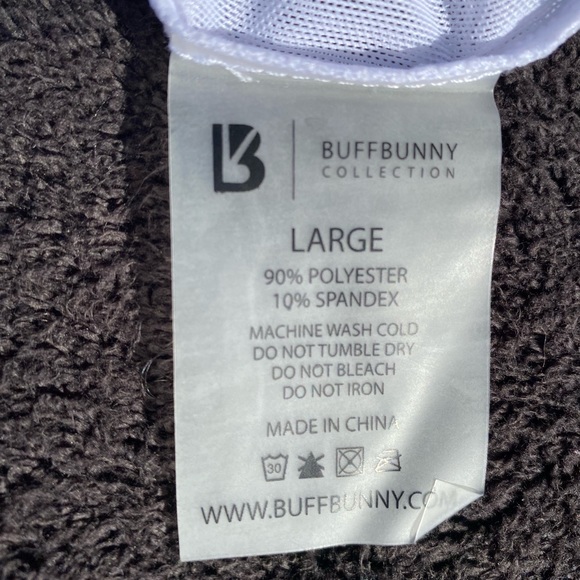 BUFFBUNNY
COLLECTION
LARGE
90% POLYESTER
10% SPANDEX
MACHINE WASH COLD
DO NOT TUMBLE DRY
DO NOT BLEACH
DO NOT IRON
MADE IN CHINA
30
WWW.BUFFBUNNY.COM